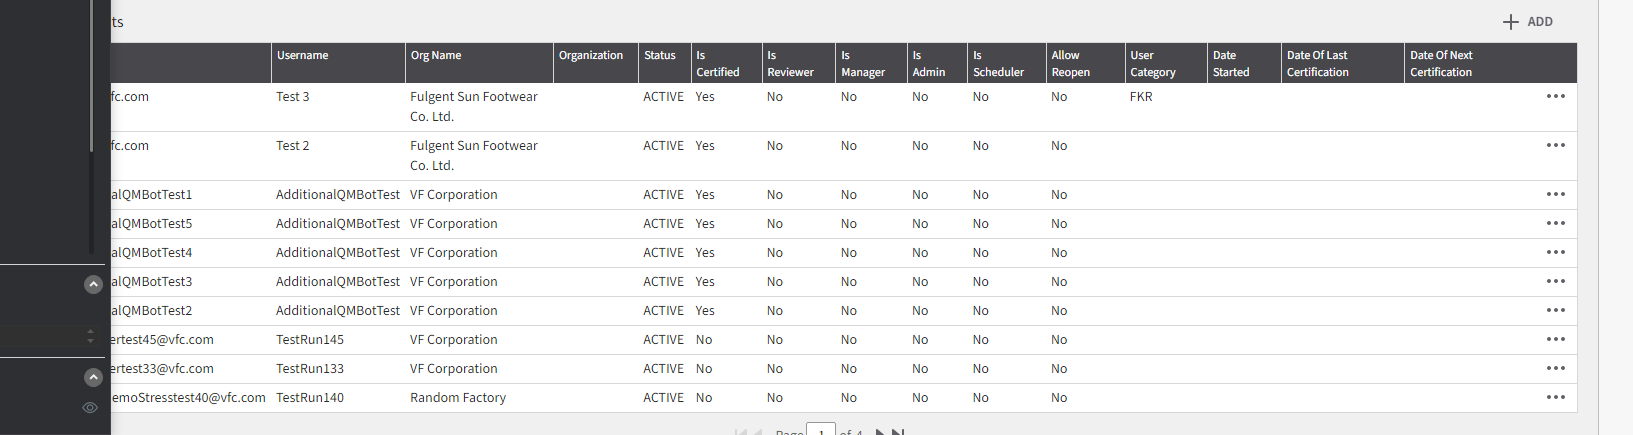 ts
ADD
Username Org Name Organization Status Is Certified Is Reviewer Is Manager Is Admin Is Scheduler Allow Reopen User Category Date Started Date Of Last Certification Date Of Next Certification
fc.com Test 3 Fulgent Sun Footwear Co. Ltd. ACTIVE Yes No No No No No FKR
fc.com Test 2 Fulgent Sun Footwear Co. Ltd. ACTIVE Yes No No No No No
alQMBotTest1 AdditionalQMBotTest VF Corporation ACTIVE Yes No No No No No
alQMBotTest5 AdditionalQMBotTest VF Corporation ACTIVE Yes No No No No No
alQMBotTest4 AdditionalQMBotTest VF Corporation ACTIVE Yes No No No No No
alQMBotTest3 AdditionalQMBotTest VF Corporation ACTIVE Yes No No No No No
alQMBotTest2 AdditionalQMBotTest VF Corporation ACTIVE Yes No No No No No
ertest45@vfc.com TestRun145 VF Corporation ACTIVE No No No No No No
ertest33@vfc.com TestRun133 VF Corporation ACTIVE No No No No No No
emoStresstest40@vfc.com TestRun140 Random Factory ACTIVE No No No No No No
Page 1 of 4